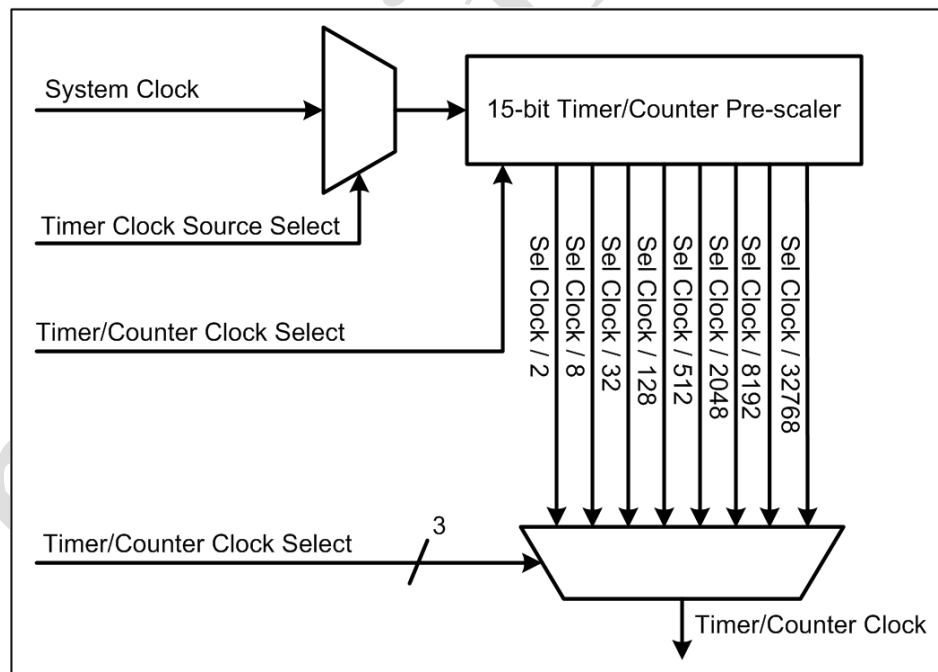 System Clock
15-bit Timer/Counter Pre-scaler
Timer Clock Source Select
Timer/Counter Clock Select
Sel Clock / 2
Sel Clock / 8
Sel Clock / 32
Sel Clock / 128
Sel Clock / 512
Sel Clock / 2048
Sel Clock / 8192
Sel Clock / 32768
3
Timer/Counter Clock Select
Timer/Counter Clock